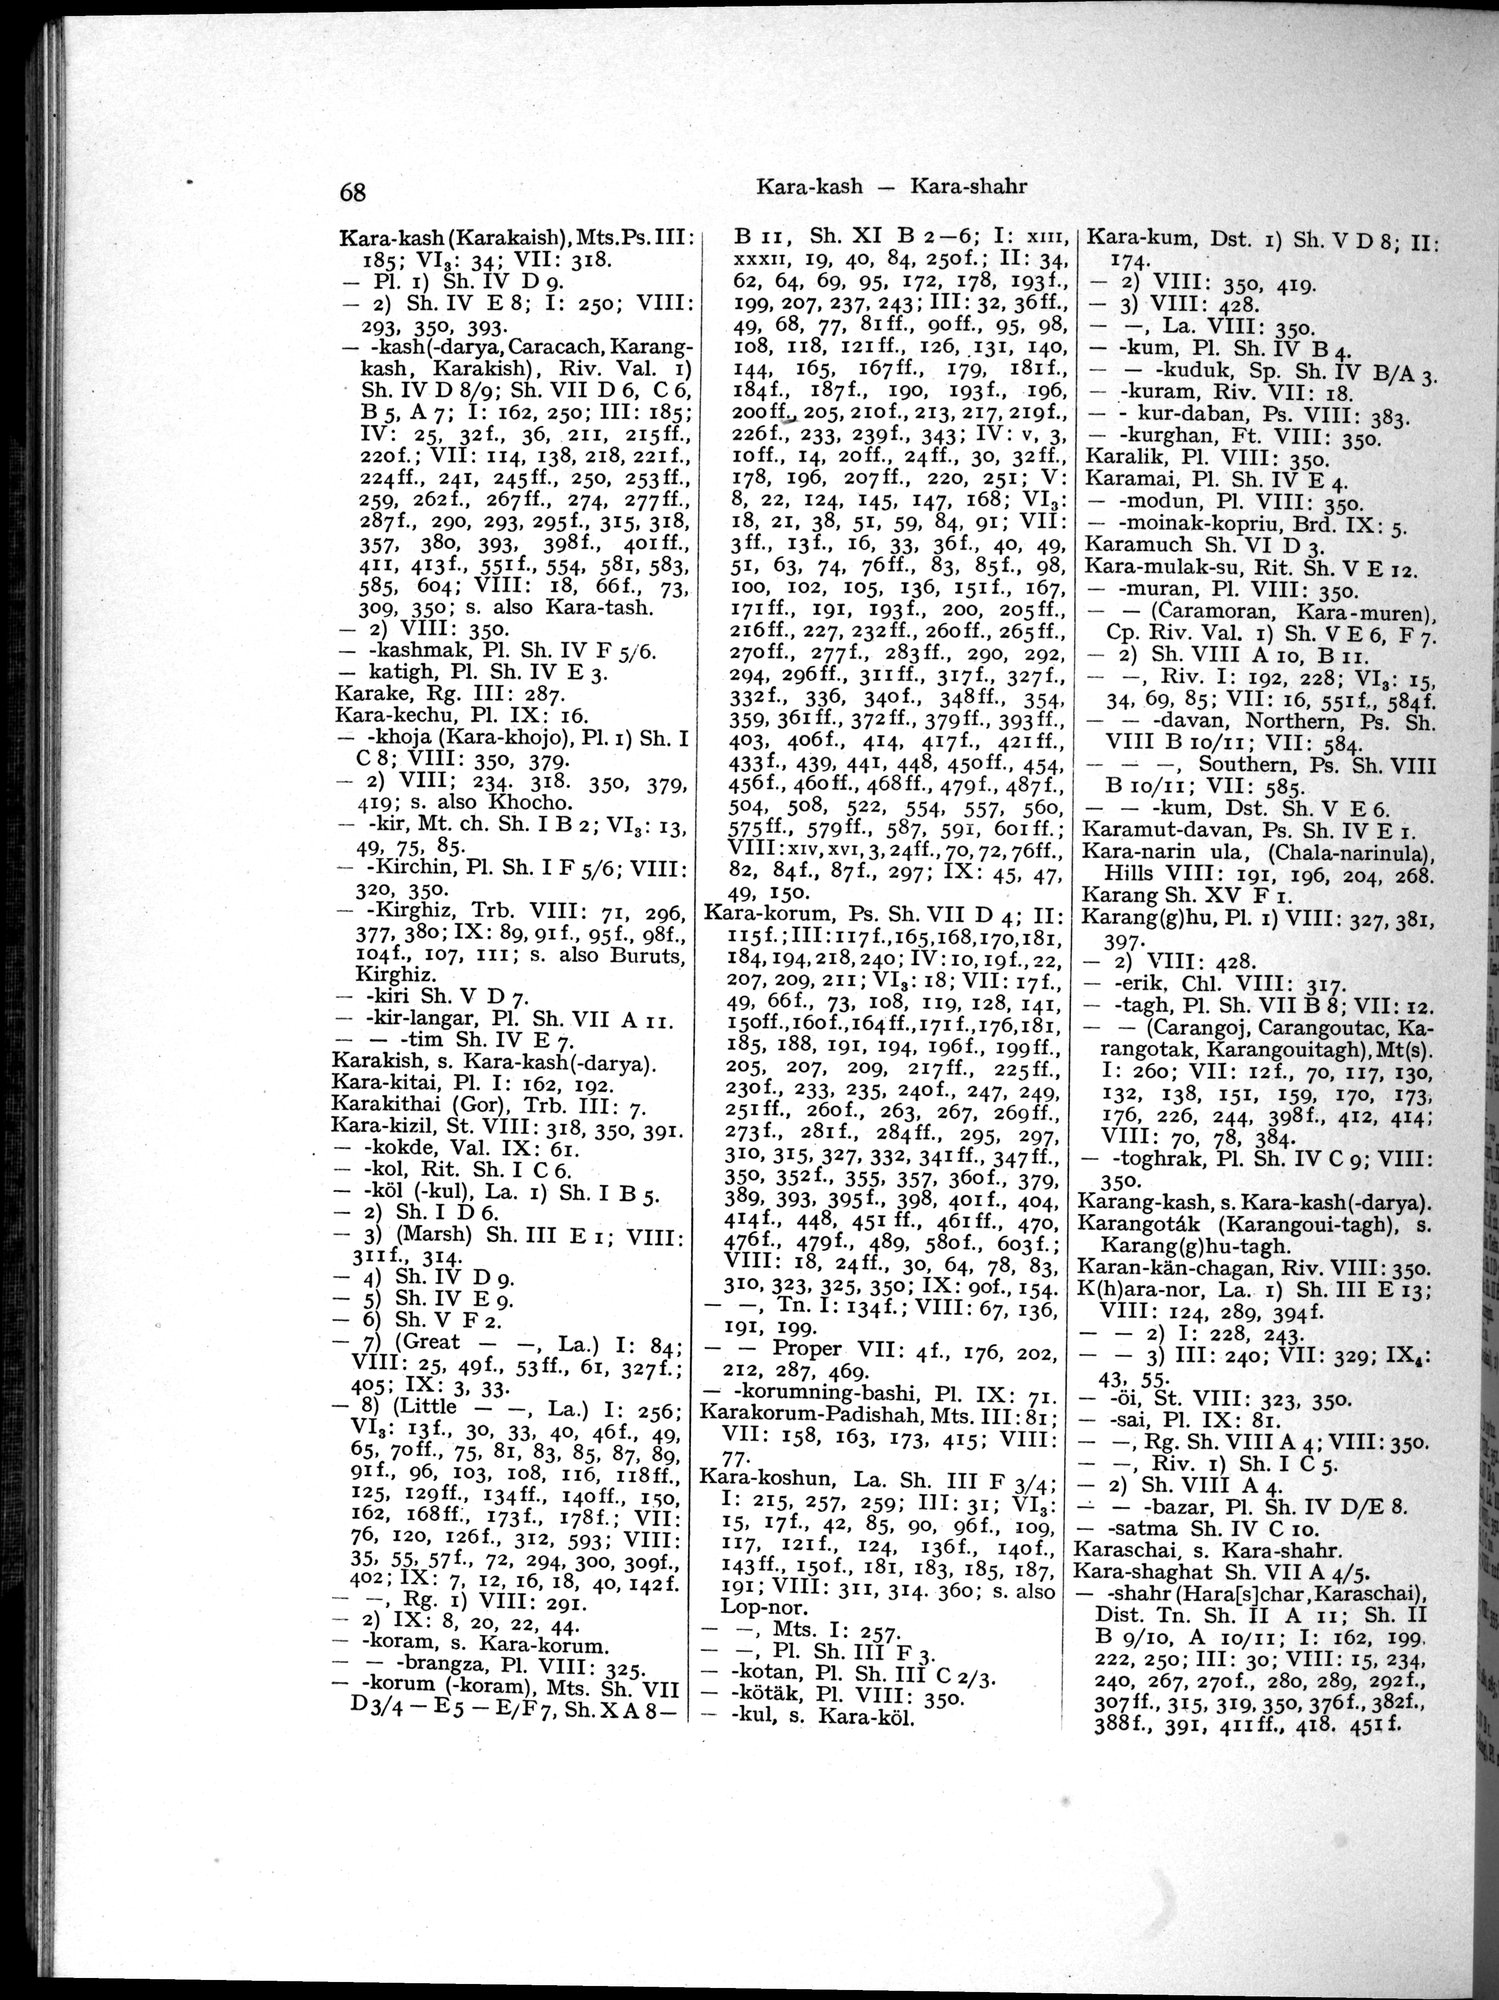 68
Kara-kash — Kara-shahr
Kara-kash (Karakaish), Mts. Ps. III:
185; VI₃: 34; VII: 318.
— Pl. 1) Sh. IV D 9.
— 2) Sh. IV E 8; I: 250; VIII:
293, 350, 393.
— -kash(-darya, Caracach, Karang-
kash, Karakish), Riv. Val. 1)
Sh. IV D 8/9; Sh. VII D 6, C 6,
B 5, A 7; I: 162, 250; III: 185;
IV: 25, 32f., 36, 211, 215ff.,
220f.; VII: 114, 138, 218, 221f.,
224ff., 241, 245ff., 250, 253ff.,
259, 262f., 267ff., 274, 277ff.,
287f., 290, 293, 295f., 315, 318,
357, 380, 393, 398f., 401ff.,
411, 413f., 551f., 554, 581, 583,
585, 604; VIII: 18, 66f., 73,
309, 350; s. also Kara-tash.
— 2) VIII: 350.
— -kashmak, Pl. Sh. IV F 5/6.
— katigh, Pl. Sh. IV E 3.
Karake, Rg. III: 287.
Kara-kechu, Pl. IX: 16.
— -khoja (Kara-khojo), Pl. 1) Sh. I
C 8; VIII: 350, 379.
— 2) VIII; 234. 318. 350, 379,
419; s. also Khocho.
— -kir, Mt. ch. Sh. I B 2; VI₃: 13,
49, 75, 85.
— -Kirchin, Pl. Sh. I F 5/6; VIII:
320, 350.
— -Kirghiz, Trb. VIII: 71, 296,
377, 380; IX: 89, 91f., 95f., 98f.,
104f., 107, 111; s. also Buruts,
Kirghiz.
— -kiri Sh. V D 7.
— -kir-langar, Pl. Sh. VII A 11.
— — -tim Sh. IV E 7.
Karakish, s. Kara-kash(-darya).
Kara-kitai, Pl. I: 162, 192.
Karakithai (Gor), Trb. III: 7.
Kara-kizil, St. VIII: 318, 350, 391.
— -kokde, Val. IX: 61.
— -kol, Rit. Sh. I C 6.
— -köl (-kul), La. 1) Sh. I B 5.
— 2) Sh. I D 6.
— 3) (Marsh) Sh. III E 1; VIII:
311f., 314.
— 4) Sh. IV D 9.
— 5) Sh. IV E 9.
— 6) Sh. V F 2.
— 7) (Great — —, La.) I: 84;
VIII: 25, 49f., 53ff., 61, 327f.;
405; IX: 3, 33.
— 8) (Little — —, La.) I: 256;
VI₃: 13f., 30, 33, 40, 46f., 49,
65, 70ff., 75, 81, 83, 85, 87, 89,
91f., 96, 103, 108, 116, 118ff.,
125, 129ff., 134ff., 140ff., 150,
162, 168ff., 173f., 178f.; VII:
76, 120, 126f., 312, 593; VIII:
35, 55, 57f., 72, 294, 300, 309f.,
402; IX: 7, 12, 16, 18, 40, 142f.
— —, Rg. 1) VIII: 291.
— 2) IX: 8, 20, 22, 44.
— -koram, s. Kara-korum.
— — -brangza, Pl. VIII: 325.
— -korum (-koram), Mts. Sh. VII
D 3/4 — E 5 — E/F 7, Sh. X A 8 —
B 11, Sh. XI B 2—6; I: XIII,
XXXII, 19, 40, 84, 250f.; II: 34,
62, 64, 69, 95, 172, 178, 193f.,
199, 207, 237, 243; III: 32, 36ff.,
49, 68, 77, 81ff., 90ff., 95, 98,
108, 118, 121ff., 126, 131, 140,
144, 165, 167ff., 179, 181f.,
184f., 187f., 190, 193f., 196,
200ff., 205, 210f., 213, 217, 219f.,
226f., 233, 239f., 343; IV: v, 3,
10ff., 14, 20ff., 24ff., 30, 32ff.,
178, 196, 207ff., 220, 251; V:
8, 22, 124, 145, 147, 168; VI₃:
18, 21, 38, 51, 59, 84, 91; VII:
3ff., 13f., 16, 33, 36f., 40, 49,
51, 63, 74, 76ff., 83, 85f., 98,
100, 102, 105, 136, 151f., 167,
171ff., 191, 193f., 200, 205ff.,
216ff., 227, 232ff., 260ff., 265ff.,
270ff., 277f., 283ff., 290, 292,
294, 296ff., 311ff., 317f., 327f.,
332f., 336, 340f., 348ff., 354,
359, 361ff., 372ff., 379ff., 393ff.,
403, 406f., 414, 417f., 421ff.,
433f., 439, 441, 448, 450ff., 454,
456f., 460ff., 468ff., 479f., 487f.,
504, 508, 522, 554, 557, 560,
575ff., 579ff., 587, 591, 601ff.;
VIII: XIV, XVI, 3, 24ff., 70, 72, 76ff.,
82, 84f., 87f., 297; IX: 45, 47,
49, 150.
Kara-korum, Ps. Sh. VII D 4; II:
115f.; III: 117f., 165, 168, 170, 181,
184, 194, 218, 240; IV: 10, 19f., 22,
207, 209, 211; VI₃: 18; VII: 17f.,
49, 66f., 73, 108, 119, 128, 141,
150ff., 160f., 164ff., 171f., 176, 181,
185, 188, 191, 194, 196f., 199ff.,
205, 207, 209, 217ff., 225ff.,
230f., 233, 235, 240f., 247, 249,
251ff., 260f., 263, 267, 269ff.,
273f., 281f., 284ff., 295, 297,
310, 315, 327, 332, 341ff., 347ff.,
350, 352f., 355, 357, 360f., 379,
389, 393, 395f., 398, 401f., 404,
414f., 448, 451 ff., 461ff., 470,
476f., 479f., 489, 580f., 603f.;
VIII: 18, 24ff., 30, 64, 78, 83,
310, 323, 325, 350; IX: 90f., 154.
— —, Tn. I: 134f.; VIII: 67, 136,
191, 199.
— — Proper VII: 4f., 176, 202,
212, 287, 469.
— -korumning-bashi, Pl. IX: 71.
Karakorum-Padishah, Mts. III: 81;
VII: 158, 163, 173, 415; VIII:
77.
Kara-koshun, La. Sh. III F 3/4;
I: 215, 257, 259; III: 31; VI₃:
15, 17f., 42, 85, 90, 96f., 109,
117, 121f., 124, 136f., 140f.,
143ff., 150f., 181, 183, 185, 187,
191; VIII: 311, 314. 360; s. also
Lop-nor.
— —, Mts. I: 257.
— —, Pl. Sh. III F 3.
— -kotan, Pl. Sh. III C 2/3.
— -kötäk, Pl. VIII: 350.
— -kul, s. Kara-köl.
Kara-kum, Dst. 1) Sh. V D 8; II:
174.
— 2) VIII: 350, 419.
— 3) VIII: 428.
— —, La. VIII: 350.
— -kum, Pl. Sh. IV B 4.
— — -kuduk, Sp. Sh. IV B/A 3.
— -kuram, Riv. VII: 18.
— - kur-daban, Ps. VIII: 383.
— -kurghan, Ft. VIII: 350.
Karalik, Pl. VIII: 350.
Karamai, Pl. Sh. IV E 4.
— -modun, Pl. VIII: 350.
— -moinak-kopriu, Brd. IX: 5.
Karamuch Sh. VI D 3.
Kara-mulak-su, Rit. Sh. V E 12.
— -muran, Pl. VIII: 350.
— — (Caramoran, Kara-muren),
Cp. Riv. Val. 1) Sh. V E 6, F 7.
— 2) Sh. VIII A 10, B 11.
— —, Riv. I: 192, 228; VI₃: 15,
34, 69, 85; VII: 16, 551f., 584f.
— — -davan, Northern, Ps. Sh.
VIII B 10/11; VII: 584.
— — —, Southern, Ps. Sh. VIII
B 10/11; VII: 585.
— — -kum, Dst. Sh. V E 6.
Karamut-davan, Ps. Sh. IV E 1.
Kara-narin ula, (Chala-narinula),
Hills VIII: 191, 196, 204, 268.
Karang Sh. XV F 1.
Karang(g)hu, Pl. 1) VIII: 327, 381,
397.
— 2) VIII: 428.
— -erik, Chl. VIII: 317.
— -tagh, Pl. Sh. VII B 8; VII: 12.
— — (Carangoj, Carangoutac, Ka-
rangotak, Karangouitagh), Mt(s).
I: 260; VII: 12f., 70, 117, 130,
132, 138, 151, 159, 170, 173,
176, 226, 244, 398f., 412, 414;
VIII: 70, 78, 384.
— -toghrak, Pl. Sh. IV C 9; VIII:
350.
Karang-kash, s. Kara-kash(-darya).
Karangoták (Karangoui-tagh), s.
Karang(g)hu-tagh.
Karan-kän-chagan, Riv. VIII: 350.
K(h)ara-nor, La. 1) Sh. III E 13;
VIII: 124, 289, 394f.
— — 2) I: 228, 243.
— — 3) III: 240; VII: 329; IX₄:
43, 55.
— -öi, St. VIII: 323, 350.
— -sai, Pl. IX: 81.
— —, Rg. Sh. VIII A 4; VIII: 350.
— —, Riv. 1) Sh. I C 5.
— 2) Sh. VIII A 4.
— — -bazar, Pl. Sh. IV D/E 8.
— -satma Sh. IV C 10.
Karaschai, s. Kara-shahr.
Kara-shaghat Sh. VII A 4/5.
— -shahr (Hara[s]char, Karaschai),
Dist. Tn. Sh. II A 11; Sh. II
B 9/10, A 10/11; I: 162, 199,
222, 250; III: 30; VIII: 15, 234,
240, 267, 270f., 280, 289, 292f.,
307ff., 315, 319, 350, 376f., 382f.,
388f., 391, 411ff., 418. 451f.